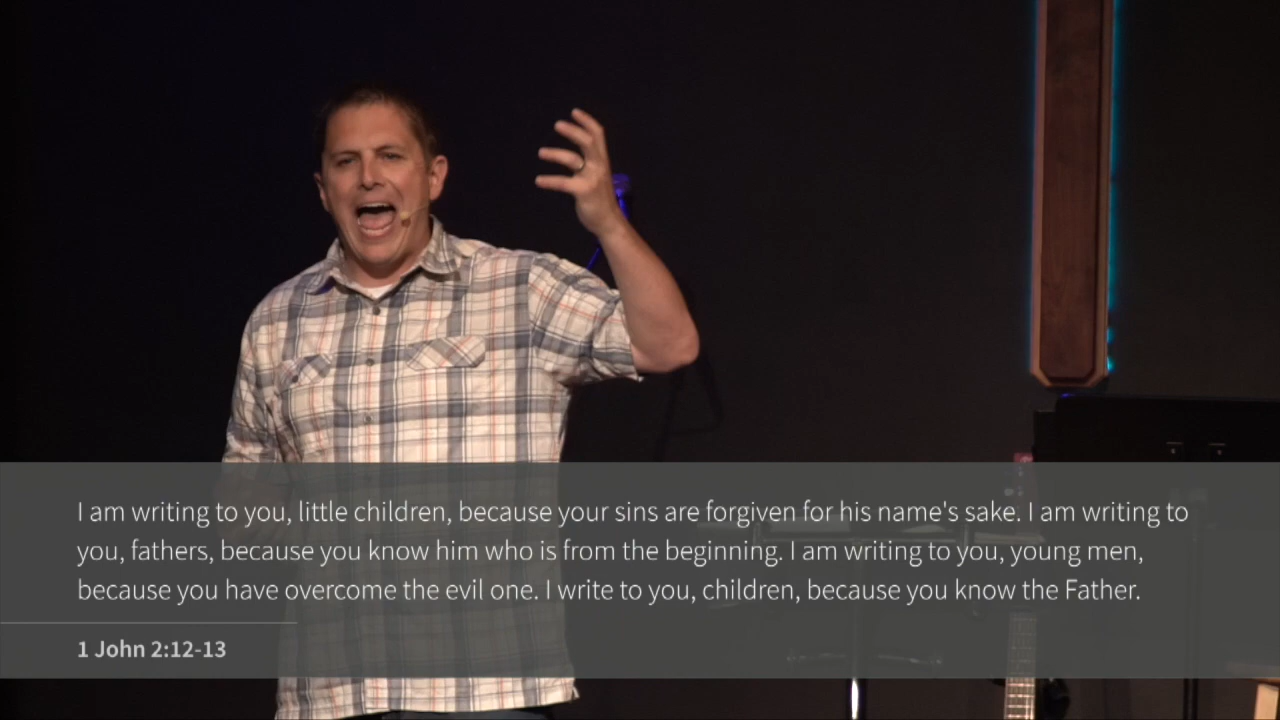 I am writing to you, little children, because your sins are forgiven for his name's sake. I am writing to
you, fathers, because you know him who is from the beginning. I am writing to you, young men,
because you have overcome the evil one. I write to you, children, because you know the Father.
1 John 2:12-13